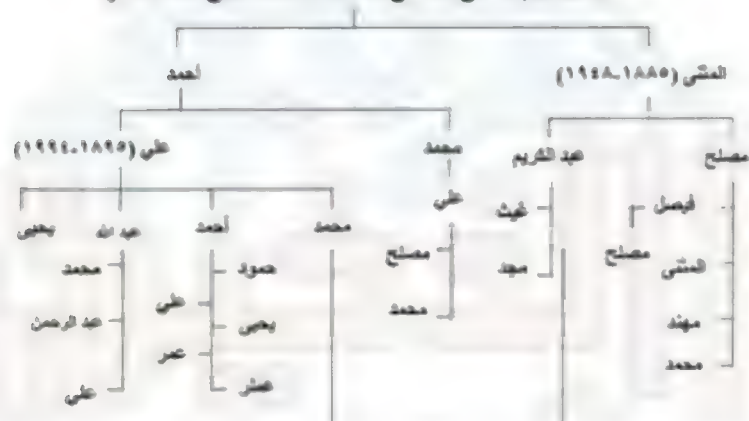 أحمد
المثنى (١٨٨٥-١٩٤٨)
علي (١٨٩٥-١٩٩٤)
محمد
عبد الكريم
مصلح
علي
غيث
فيصل
يحيى
عبد الله
أحمد
محمد
مصلح
مجد
مصلح
المثنى
محمد
حمود
علي
محمد
مهند
عبد الرحمن
يحيى
عمر
محمد
علي